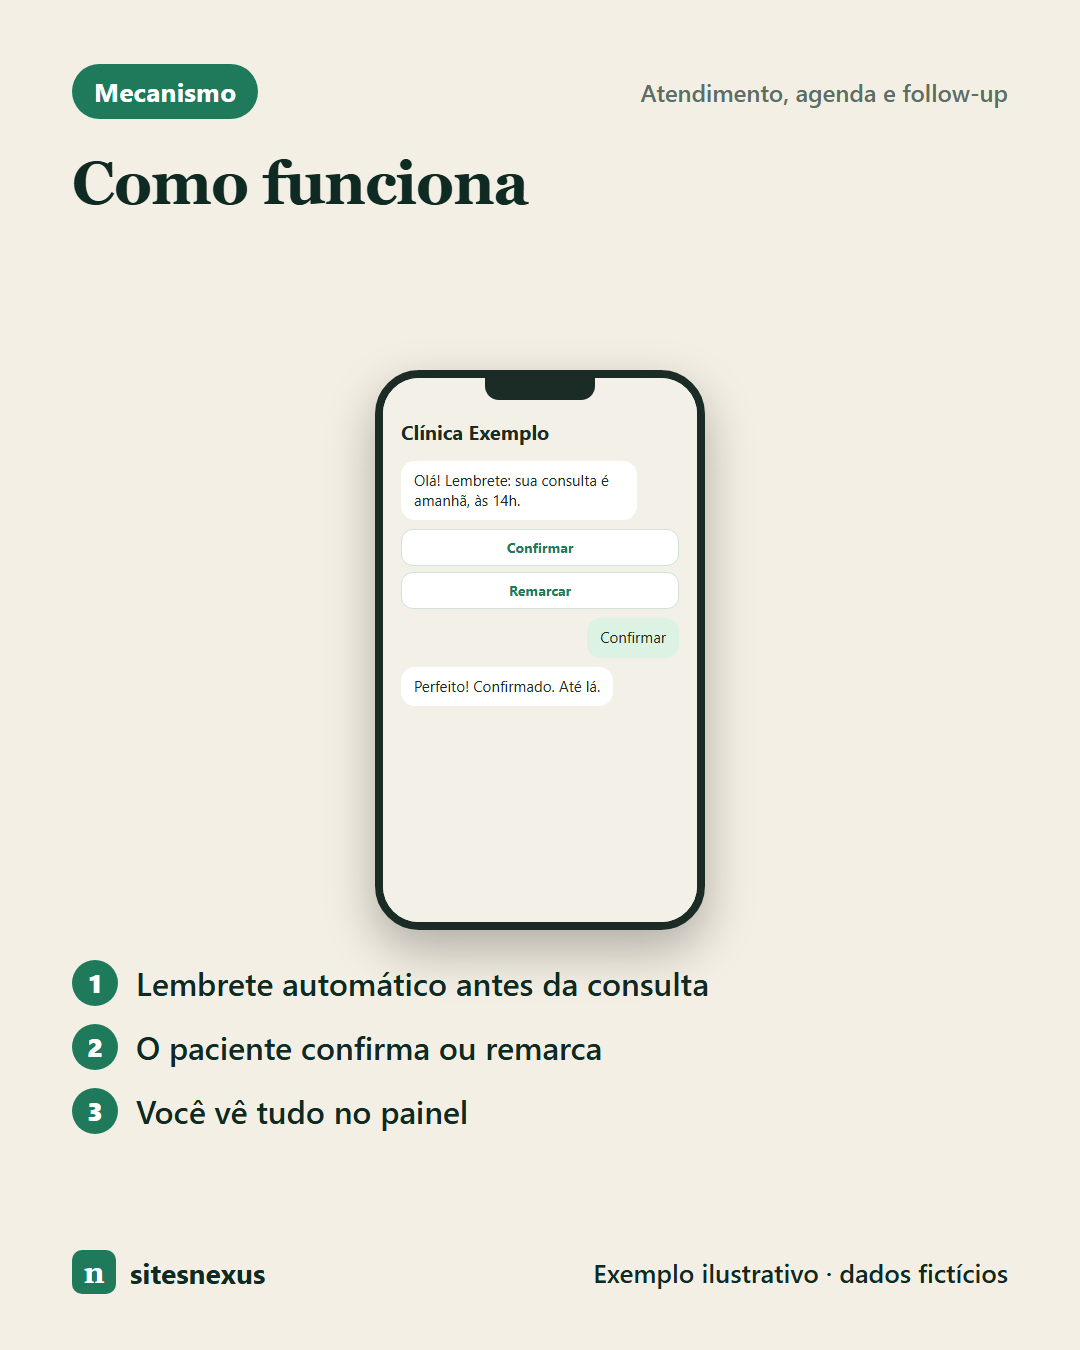 Mecanismo
Atendimento, agenda e follow-up
Como funciona
Clínica Exemplo
Olá! Lembrete: sua consulta é
amanhã, às 14h.
Confirmar
Remarcar
Confirmar
Perfeito! Confirmado. Até lá.
1 Lembrete automático antes da consulta
2 O paciente confirma ou remarca
3 Você vê tudo no painel
n sitesnexus
Exemplo ilustrativo · dados fictícios